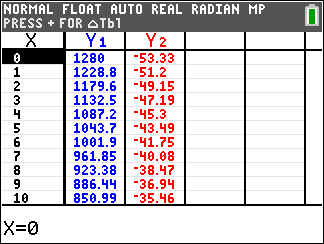 NORMAL FLOAT AUTO REAL RADIAN MP
PRESS + FOR △Tbl
X Y1 Y2
0 1280 -53.33
1 1228.8 -51.2
2 1179.6 -49.15
3 1132.5 -47.19
4 1087.2 -45.3
5 1043.7 -43.49
6 1001.9 -41.75
7 961.85 -40.08
8 923.38 -38.47
9 886.44 -36.94
10 850.99 -35.46
X=0